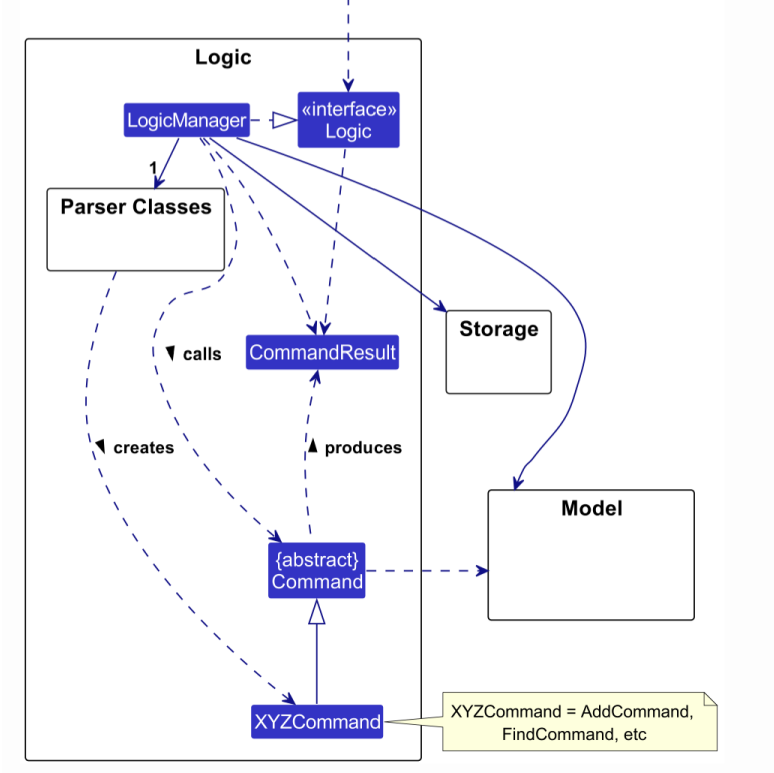 Logic
LogicManager
«interface»
Logic
1
Parser Classes
Storage
CommandResult
calls
creates
produces
Model
{abstract}
Command
XYZCommand
XYZCommand = AddCommand,
FindCommand, etc